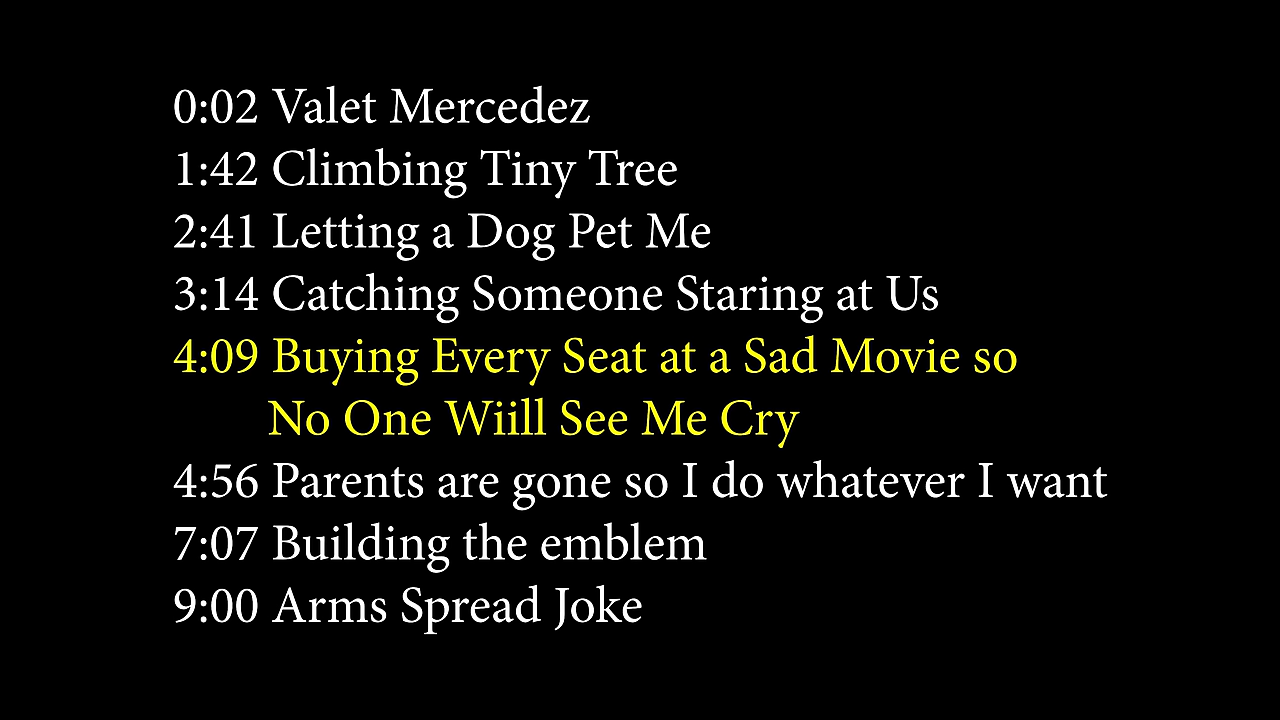 0:02 Valet Mercedez
1:42 Climbing Tiny Tree
2:41 Letting a Dog Pet Me
3:14 Catching Someone Staring at Us
4:09 Buying Every Seat at a Sad Movie so
No One Wiill See Me Cry
4:56 Parents are gone so I do whatever I want
7:07 Building the emblem
9:00 Arms Spread Joke